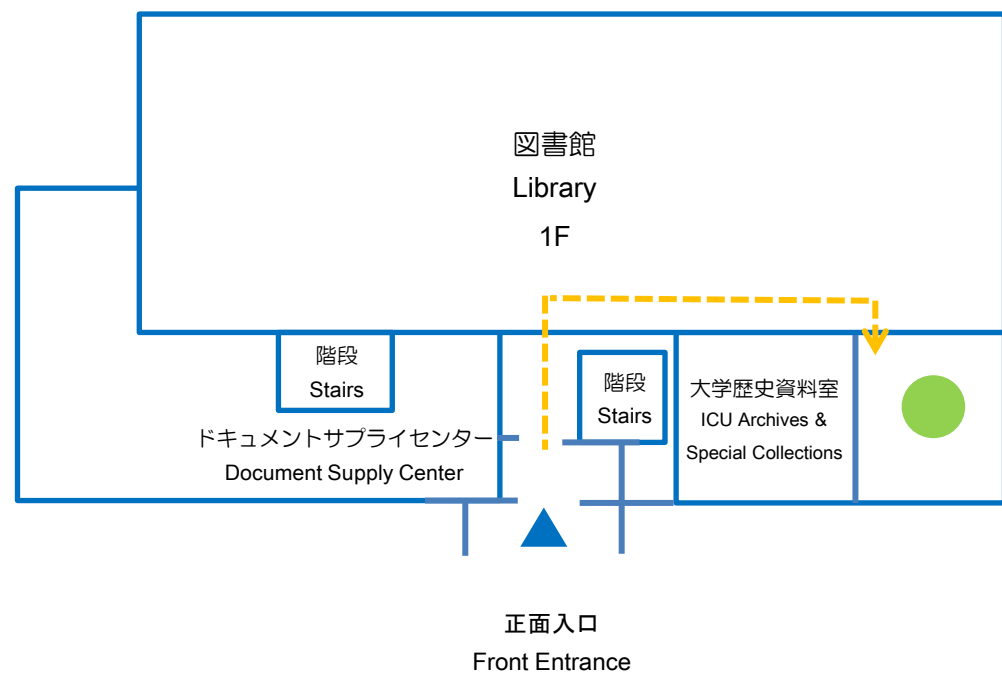 図書館
Library
1F
階段
Stairs
階段
Stairs
大学歴史資料室
ICU Archives &
Special Collections
ドキュメントサプライセンター
Document Supply Center
正面入口
Front Entrance